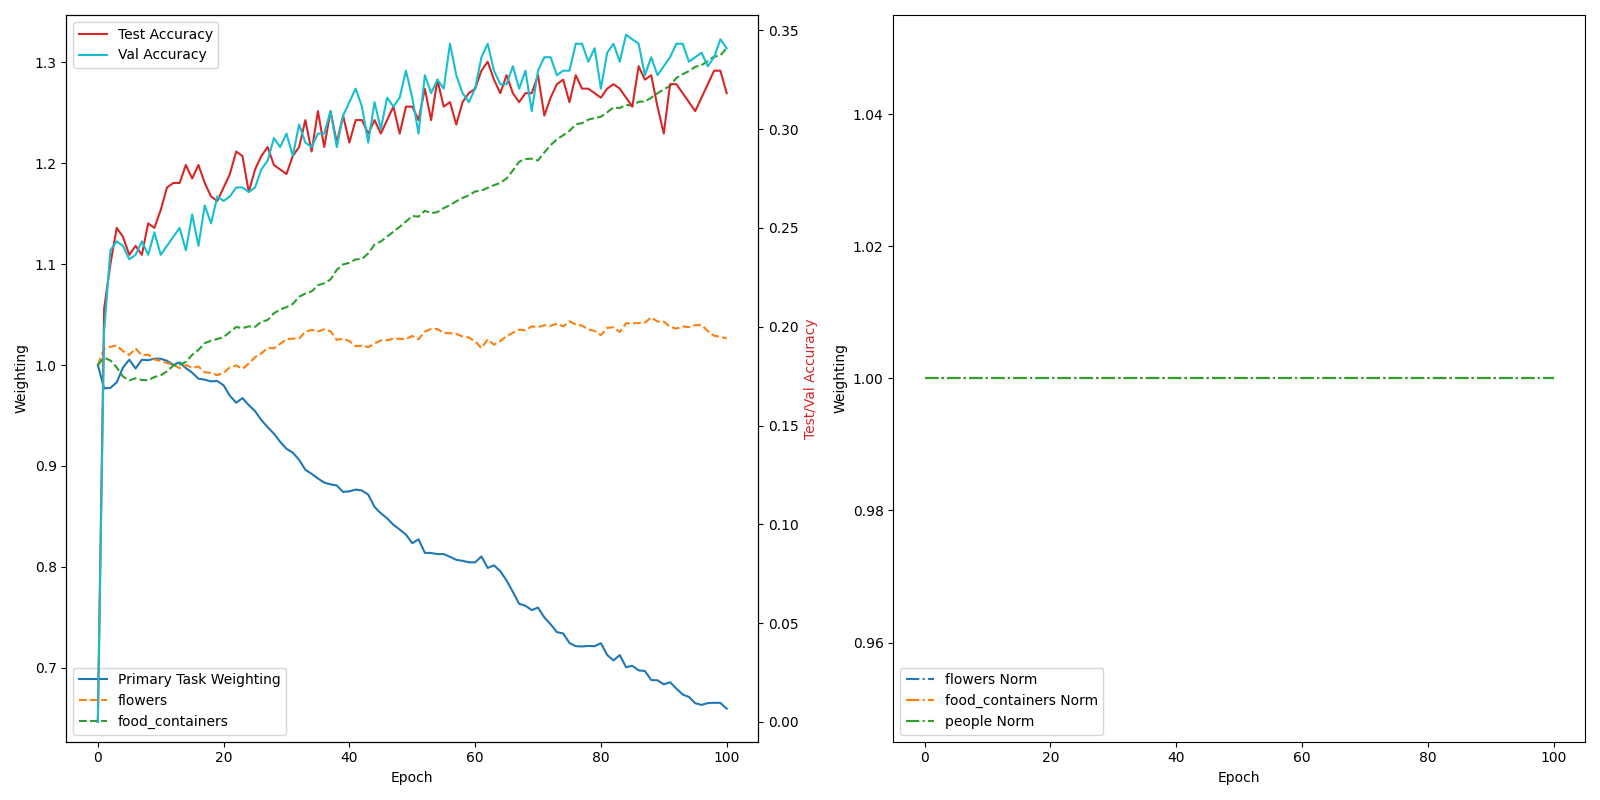 Test Accuracy
Val Accuracy
Primary Task Weighting
flowers
food_containers
1.3
1.2
1.1
1.0
0.9
0.8
0.7
Weighting
0.35
0.30
0.25
0.20
0.15
0.10
0.05
0.00
Test/Val Accuracy
0
20
40
60
80
100
Epoch
1.04
1.02
1.00
0.98
0.96
Weighting
flowers Norm
food_containers Norm
people Norm
0
20
40
60
80
100
Epoch